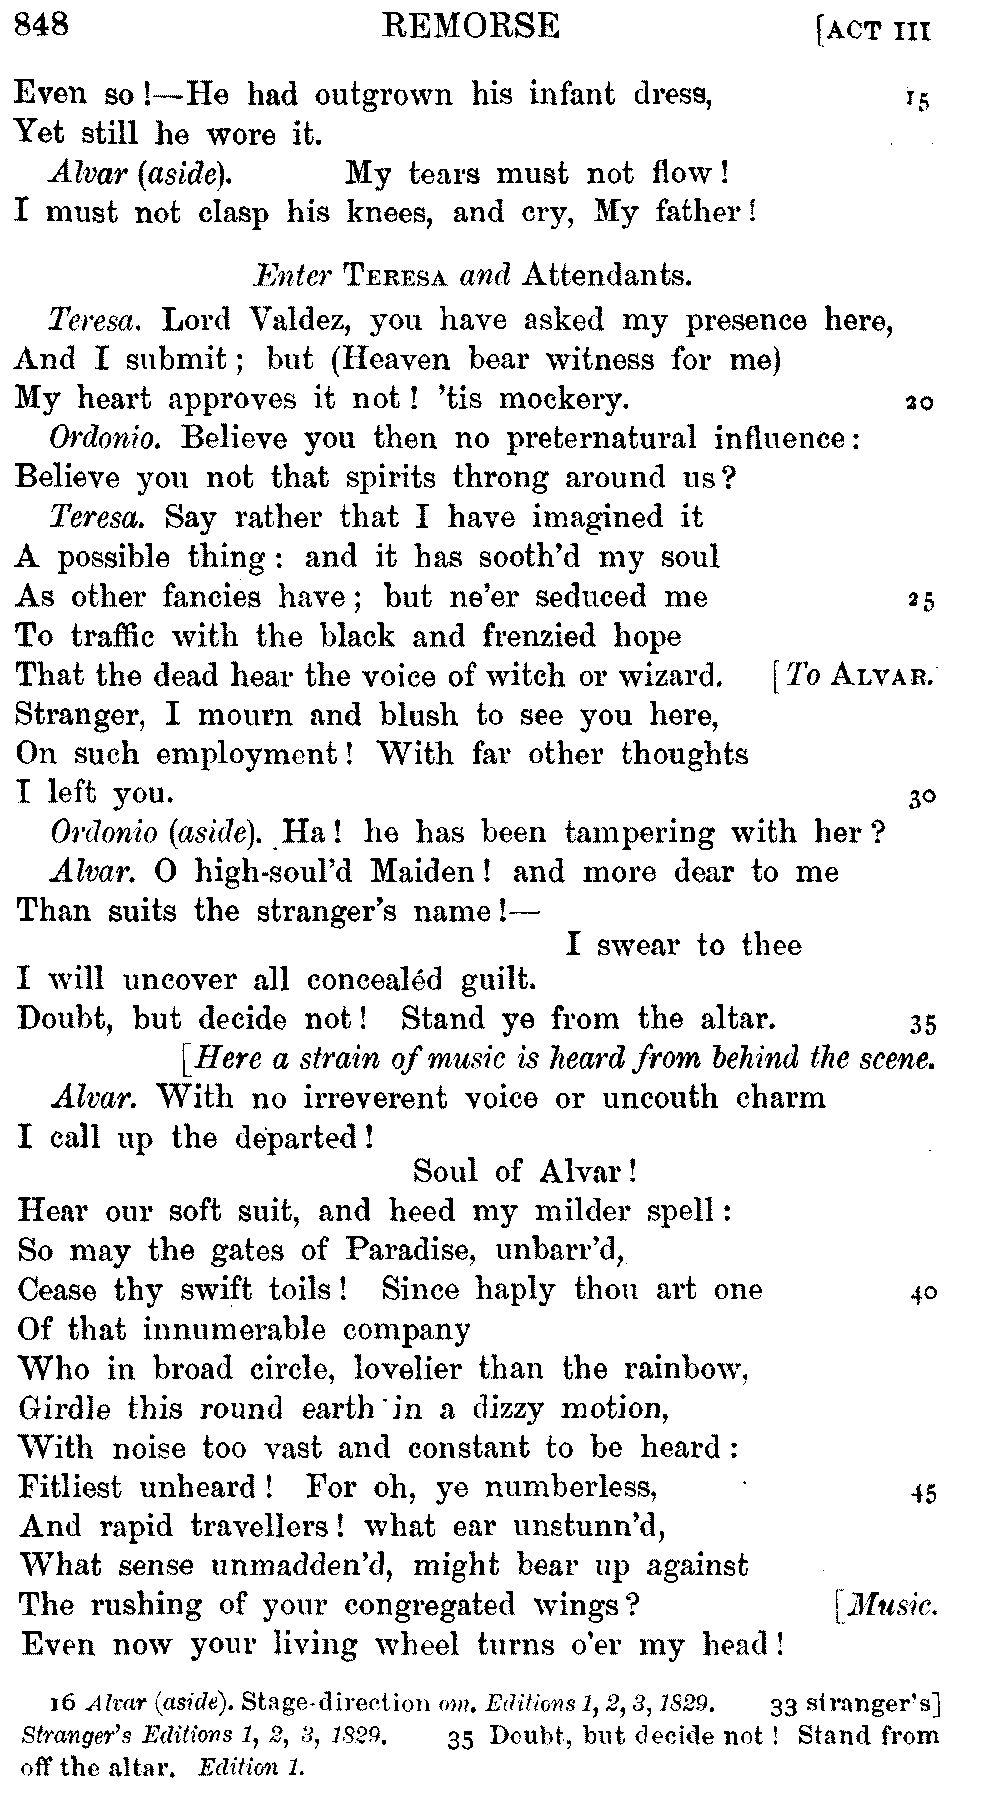 848 REMORSE [ACT III
Even so!—He had outgrown his infant dress, 15
Yet still he wore it.
Alvar (aside). My tears must not flow!
I must not clasp his knees, and cry, My father!
Enter TERESA and Attendants.
Teresa. Lord Valdez, you have asked my presence here,
And I submit; but (Heaven bear witness for me)
My heart approves it not! 'tis mockery. 20
Ordonio. Believe you then no preternatural influence:
Believe you not that spirits throng around us?
Teresa. Say rather that I have imagined it
A possible thing: and it has sooth'd my soul
As other fancies have; but ne'er seduced me 25
To traffic with the black and frenzied hope
That the dead hear the voice of witch or wizard. [To ALVAR.
Stranger, I mourn and blush to see you here,
On such employment! With far other thoughts
I left you. 30
Ordonio (aside). Ha! he has been tampering with her?
Alvar. O high-soul'd Maiden! and more dear to me
Than suits the stranger's name!—
I swear to thee
I will uncover all concealéd guilt.
Doubt, but decide not! Stand ye from the altar. 35
[Here a strain of music is heard from behind the scene.
Alvar. With no irreverent voice or uncouth charm
I call up the departed!
Soul of Alvar!
Hear our soft suit, and heed my milder spell:
So may the gates of Paradise, unbarr'd,
Cease thy swift toils! Since haply thou art one 40
Of that innumerable company
Who in broad circle, lovelier than the rainbow,
Girdle this round earth in a dizzy motion,
With noise too vast and constant to be heard:
Fitliest unheard! For oh, ye numberless, 45
And rapid travellers! what ear unstunn'd,
What sense unmadden'd, might bear up against
The rushing of your congregated wings? [Music.
Even now your living wheel turns o'er my head!
16 Alvar (aside). Stage-direction om. Editions 1, 2, 3, 1829. 33 stranger's]
Stranger's Editions 1, 2, 3, 1829. 35 Doubt, but decide not! Stand from
off the altar. Edition 1.